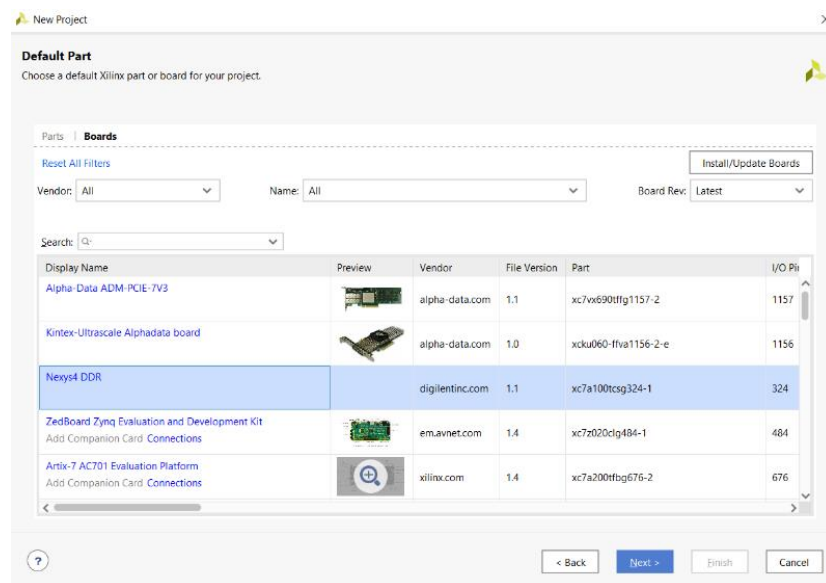 New Project
Default Part
Choose a default Xilinx part or board for your project.
Parts | Boards
Reset All Filters
Install/Update Boards
Vendor: All Name: All Board Rev: Latest
Search: Q-
Display Name Preview Vendor File Version Part I/O Pin
Alpha-Data ADM-PCIE-7V3 alpha-data.com 1.1 xc7vx690tffg1157-2 1157
Kintex-Ultrascale Alphadata board alpha-data.com 1.0 xcku060-ffva1156-2-e 1156
Nexys4 DDR digilentinc.com 1.1 xc7a100tcsg324-1 324
ZedBoard Zynq Evaluation and Development Kit
Add Companion Card Connections em.avnet.com 1.4 xc7z020clg484-1 484
Artix-7 AC701 Evaluation Platform
Add Companion Card Connections xilinx.com 1.4 xc7a200tfbg676-2 676
? < Back Next > Finish Cancel